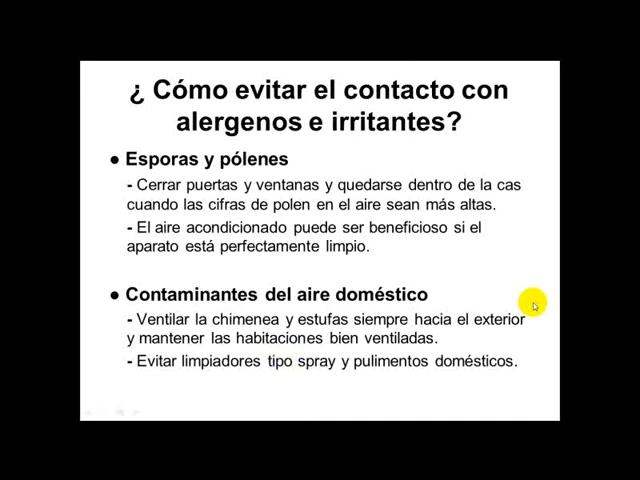 ¿ Cómo evitar el contacto con
alergenos e irritantes?
● Esporas y pólenes
- Cerrar puertas y ventanas y quedarse dentro de la cas
cuando las cifras de polen en el aire sean más altas.
- El aire acondicionado puede ser beneficioso si el
aparato está perfectamente limpio.
● Contaminantes del aire doméstico
- Ventilar la chimenea y estufas siempre hacia el exterior
y mantener las habitaciones bien ventiladas.
- Evitar limpiadores tipo spray y pulimentos domésticos.